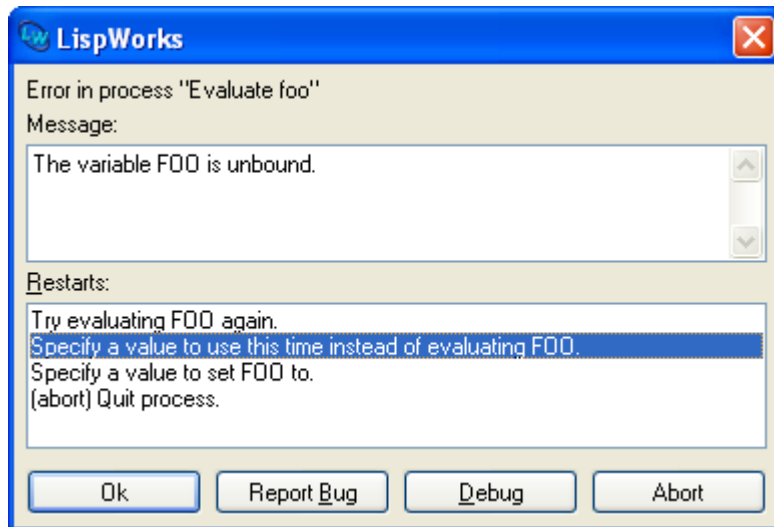 LispWorks
Error in process "Evaluate foo"
Message:
The variable FOO is unbound.
Restarts:
Try evaluating FOO again.
Specify a value to use this time instead of evaluating FOO.
Specify a value to set FOO to.
(abort) Quit process.
Ok Report Bug Debug Abort